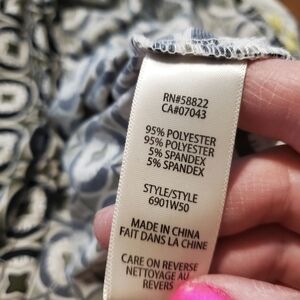 RN#58822
CA#07043
95% POLYESTER
95% POLYESTER
5% SPANDEX
5% SPANDEX
STYLE/STYLE
6901W50
MADE IN CHINA
FAIT DANS LA CHINE
CARE ON REVERSE
NETTOYAGE AU
REVERS